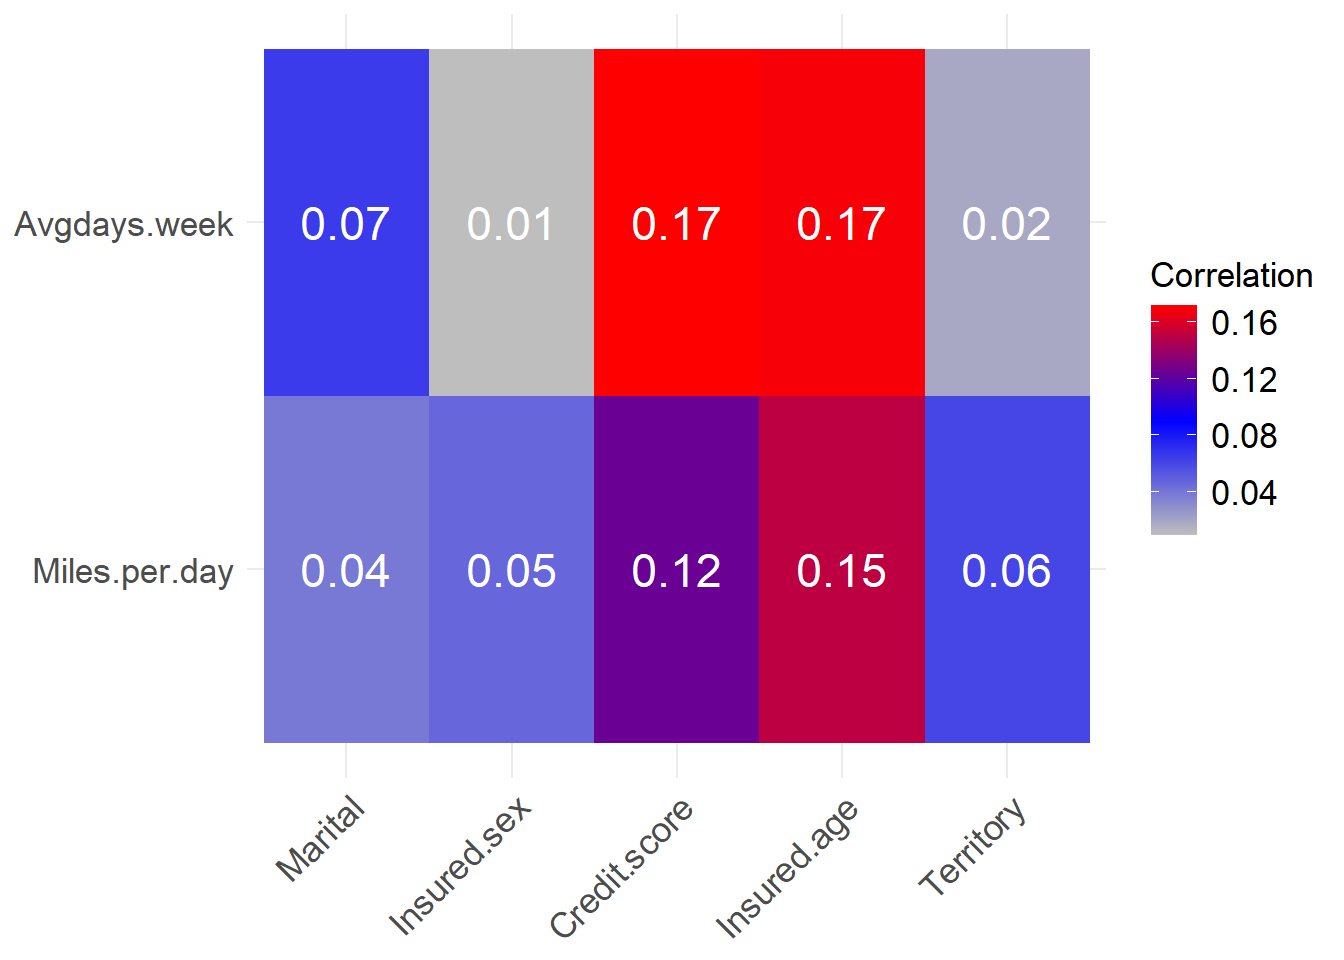 Avgdays.week
0.07 0.01 0.17 0.17 0.02
Miles.per.day
0.04 0.05 0.12 0.15 0.06
Marital
Insured.sex
Credit.score
Insured.age
Territory
Correlation
0.16
0.12
0.08
0.04